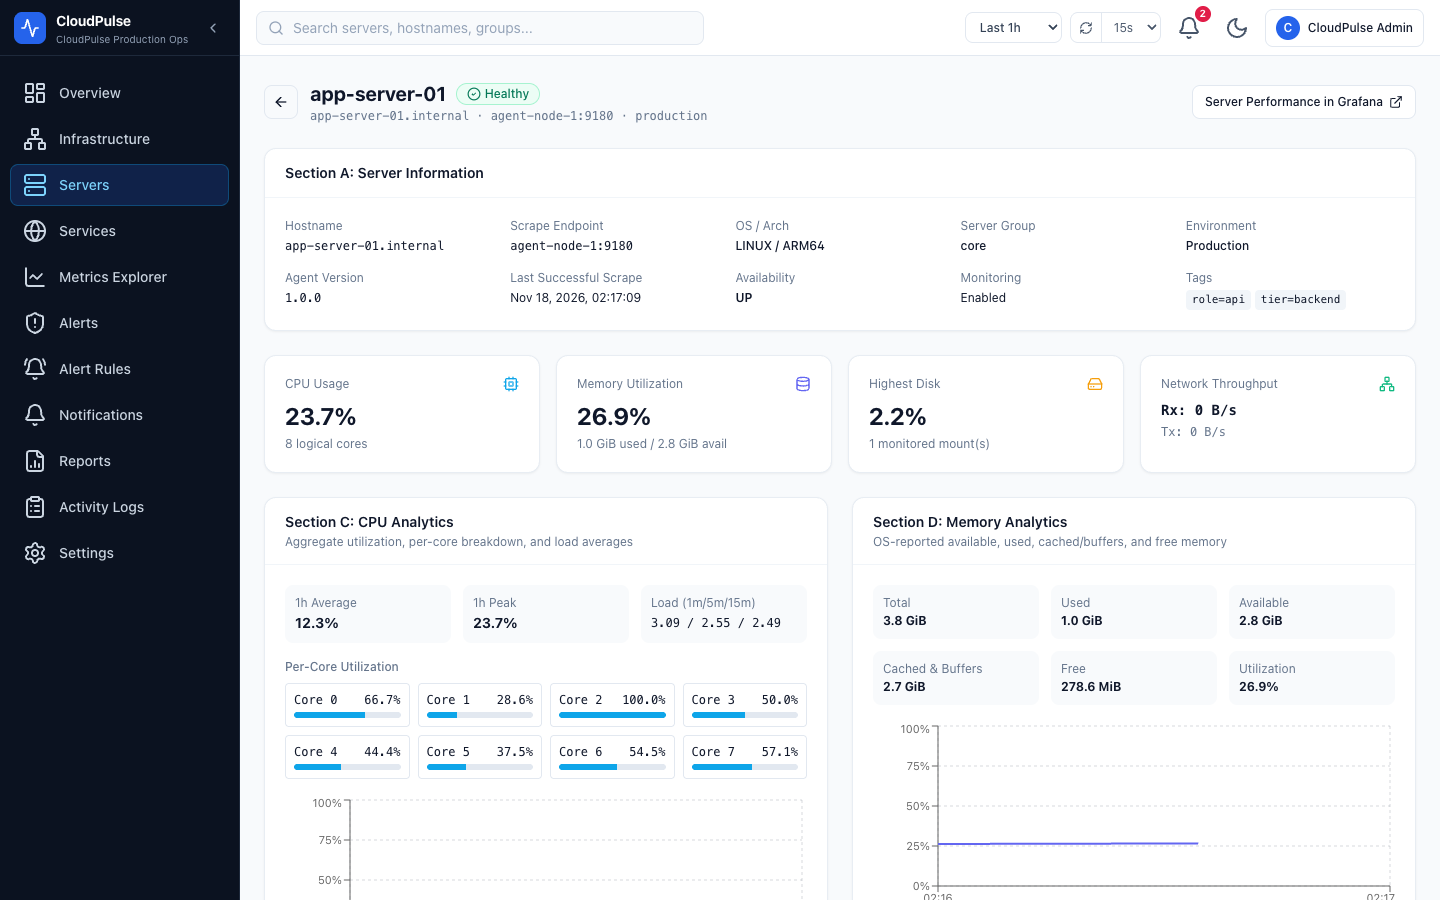 CloudPulse
CloudPulse Production Ops
Search servers, hostnames, groups...
Last 1h
15s
2
C
CloudPulse Admin
Overview
Infrastructure
Servers
Services
Metrics Explorer
Alerts
Alert Rules
Notifications
Reports
Activity Logs
Settings
app-server-01
Healthy
app-server-01.internal · agent-node-1:9180 · production
Server Performance in Grafana
Section A: Server Information
Hostname
app-server-01.internal
Scrape Endpoint
agent-node-1:9180
OS / Arch
LINUX / ARM64
Server Group
core
Environment
Production
Agent Version
1.0.0
Last Successful Scrape
Nov 18, 2026, 02:17:09
Availability
UP
Monitoring
Enabled
Tags
role=api tier=backend
CPU Usage
23.7%
8 logical cores
Memory Utilization
26.9%
1.0 GiB used / 2.8 GiB avail
Highest Disk
2.2%
1 monitored mount(s)
Network Throughput
Rx: 0 B/s
Tx: 0 B/s
Section C: CPU Analytics
Aggregate utilization, per-core breakdown, and load averages
1h Average
12.3%
1h Peak
23.7%
Load (1m/5m/15m)
3.09 / 2.55 / 2.49
Per-Core Utilization
Core 0 66.7%
Core 1 28.6%
Core 2 100.0%
Core 3 50.0%
Core 4 44.4%
Core 5 37.5%
Core 6 54.5%
Core 7 57.1%
100%
75%
50%
Section D: Memory Analytics
OS-reported available, used, cached/buffers, and free memory
Total
3.8 GiB
Used
1.0 GiB
Available
2.8 GiB
Cached & Buffers
2.7 GiB
Free
278.6 MiB
Utilization
26.9%
100%
75%
50%
25%
0%
02:16
02:17